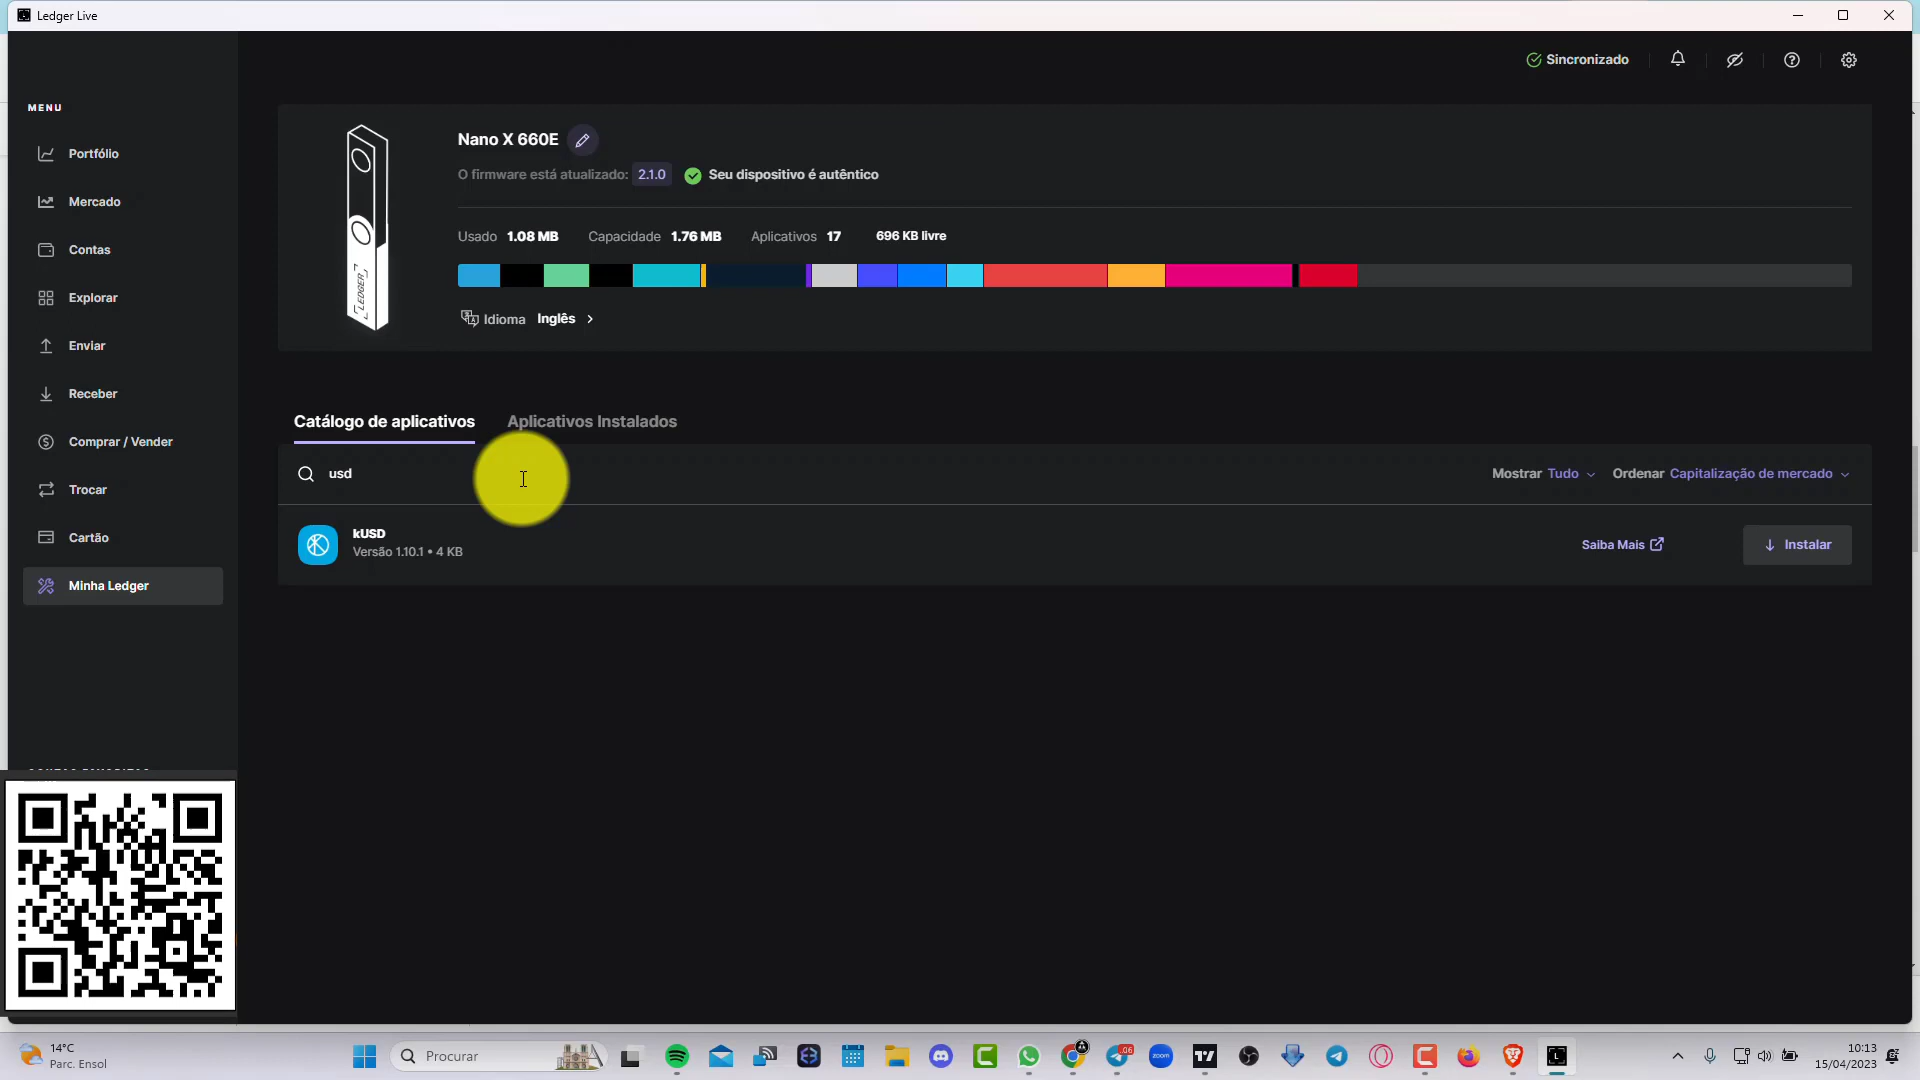 Ledger Live
Sincronizado
MENU
Portfólio
Mercado
Contas
Explorar
Enviar
Receber
Comprar / Vender
Trocar
Cartão
Minha Ledger
LEDGER
Nano X 660E
O firmware está atualizado: 2.1.0 Seu dispositivo é autêntico
Usado 1.08 MB Capacidade 1.76 MB Aplicativos 17 696 KB livre
Idioma Inglês
Catálogo de aplicativos Aplicativos Instalados
usd
Mostrar Tudo Ordenar Capitalização de mercado
kUSD
Versão 1.10.1 • 4 KB
Saiba Mais
Instalar
14°C
Parc. Ensol
Procurar
.06
zoom
10:13
15/04/2023